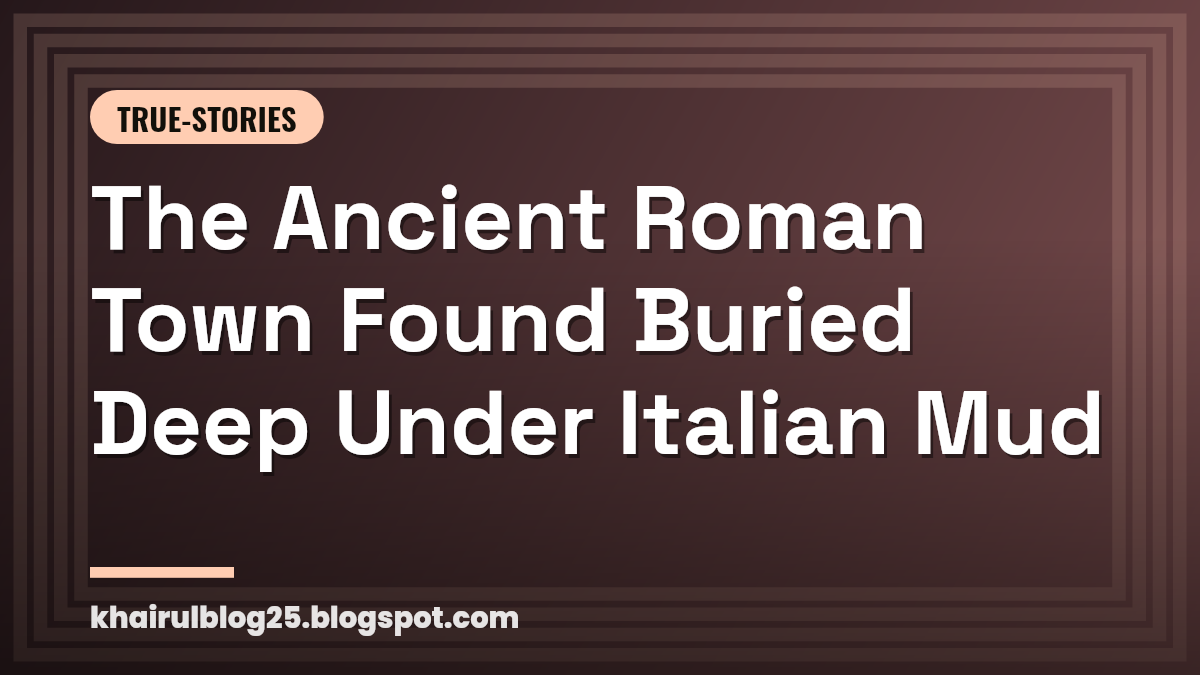 TRUE-STORIES
The Ancient Roman
Town Found Buried
Deep Under Italian Mud
khairulblog25.blogspot.com